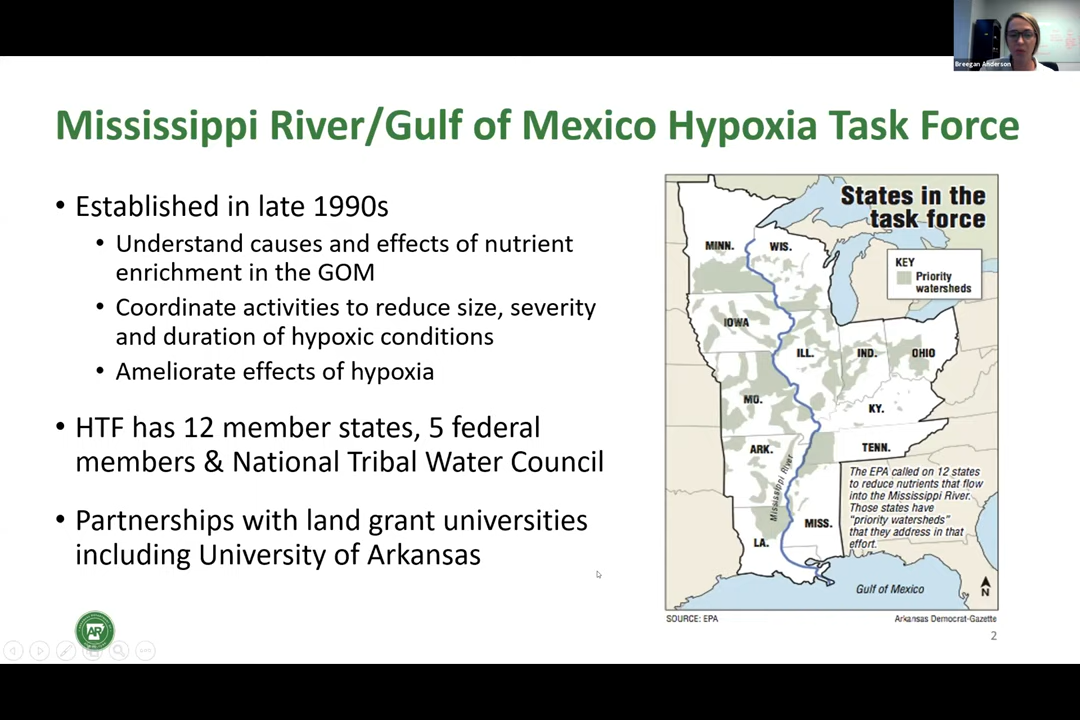 Breegan Anderson
Mississippi River/Gulf of Mexico Hypoxia Task Force
• Established in late 1990s
• Understand causes and effects of nutrient
enrichment in the GOM
• Coordinate activities to reduce size, severity
and duration of hypoxic conditions
• Ameliorate effects of hypoxia
• HTF has 12 member states, 5 federal
members & National Tribal Water Council
• Partnerships with land grant universities
including University of Arkansas
States in the
task force
KEY
Priority
watersheds
MINN.
WIS.
IOWA
ILL.
IND.
OHIO
MO.
KY.
ARK.
TENN.
Mississippi River
The EPA called on 12 states
to reduce nutrients that flow
into the Mississippi River.
Those states have
"priority watersheds"
that they address in that
effort.
MISS.
LA.
Gulf of Mexico
N
SOURCE: EPA
Arkansas Democrat-Gazette
AR
2